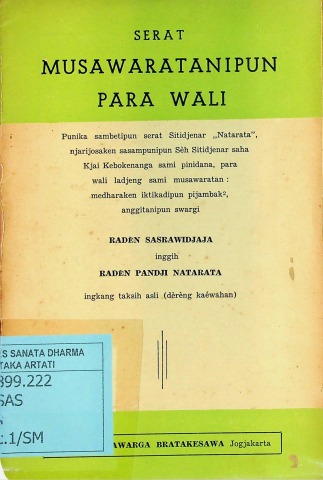 SERAT
MUSAWARATANIPUN
PARA WALI
Punika sambetipun serat Sitidjenar „Natarata",
njarijosaken sasampunipun Sèh Sitidjenar saha
Kjai Kebokenanga sami pinidana, para
wali ladjeng sami musawaratan :
medharaken iktikadipun pijambak²,
anggitanipun swargi
RADÈN SASRAWIDJAJA
inggih
RADÈN PANDJI NATARATA
ingkang taksih asli (dèrèng kaéwahan)
S SANATA DHARMA
TAKA ARTATI
899.222
SAS
.1/SM
AWARGA BRATAKESAWA Jogjakarta